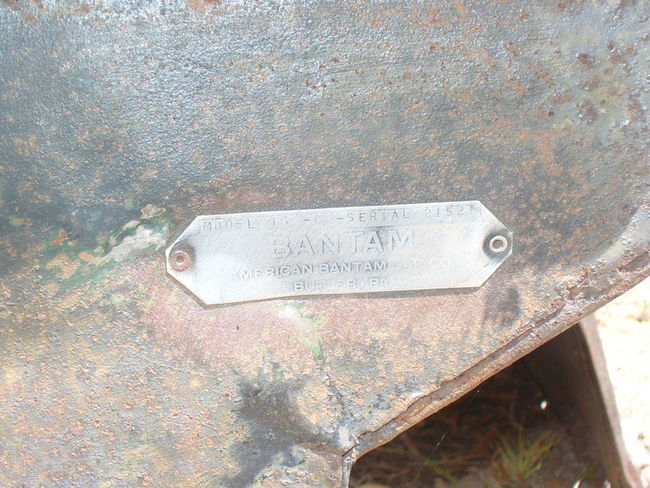 MODEL -C -SERIAL
BANTAM
AMERICAN BANTAM CAR CO.
BUTLER, PA.